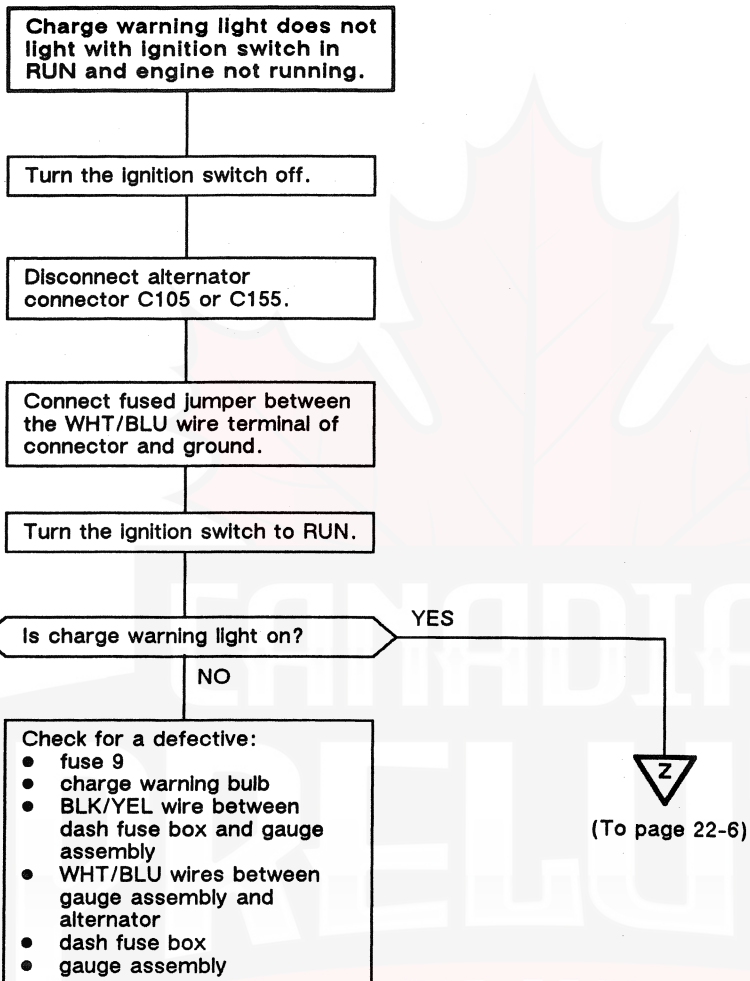 Charge warning light does not
light with ignition switch in
RUN and engine not running.
Turn the ignition switch off.
Disconnect alternator
connector C105 or C155.
Connect fused jumper between
the WHT/BLU wire terminal of
connector and ground.
Turn the ignition switch to RUN.
Is charge warning light on?
YES
NO
Check for a defective:
● fuse 9
● charge warning bulb
● BLK/YEL wire between
dash fuse box and gauge
assembly
● WHT/BLU wires between
gauge assembly and
alternator
● dash fuse box
● gauge assembly
Z
(To page 22-6)
CANADIA
RELU